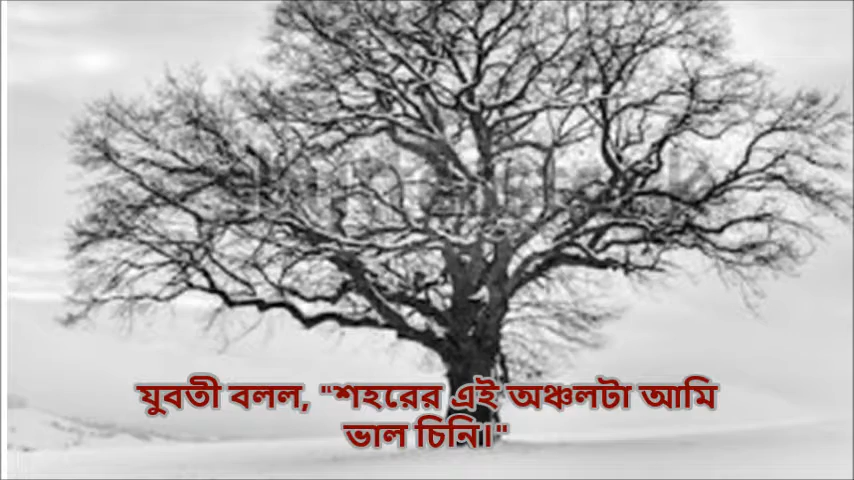 যুবতী বলল, "শহরের এই অঞ্চলটা আমি
ভাল চিনি।"